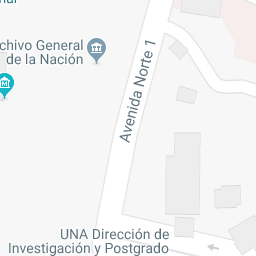 chivo General
de la Nación
Avenida Norte 1
UNA Dirección de
Investigación y Postgrado